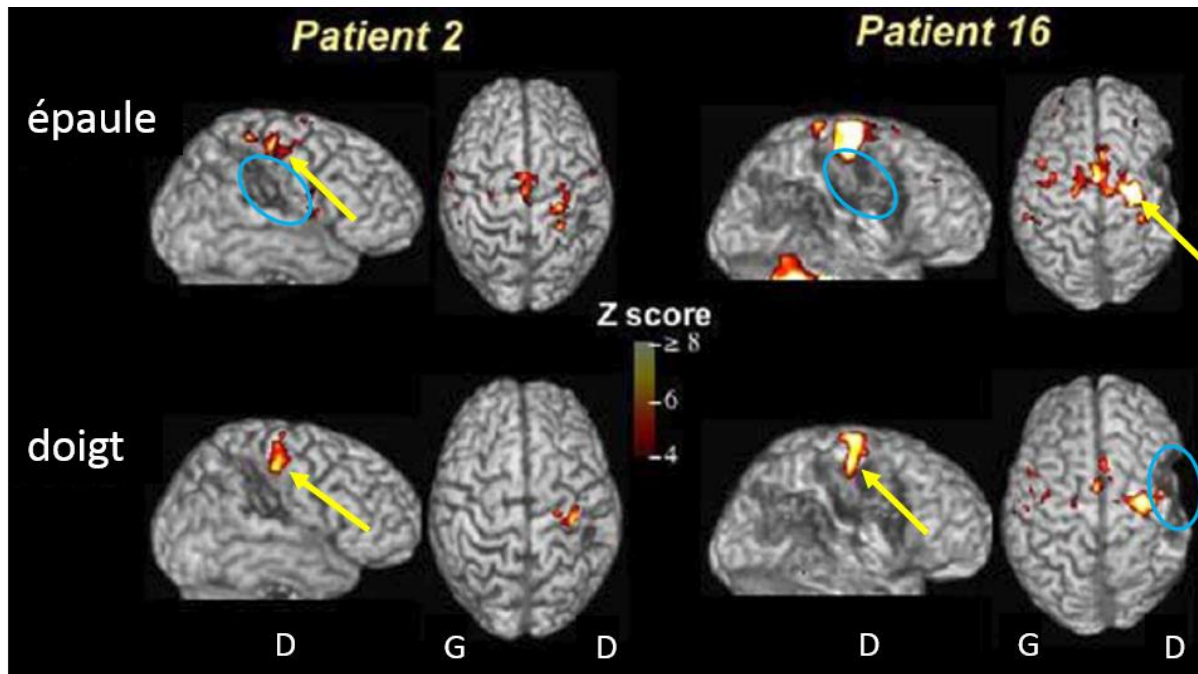 Patient 2
Patient 16
épaule
Z score
≥ 8
6
4
doigt
D
G
D
D
G
D